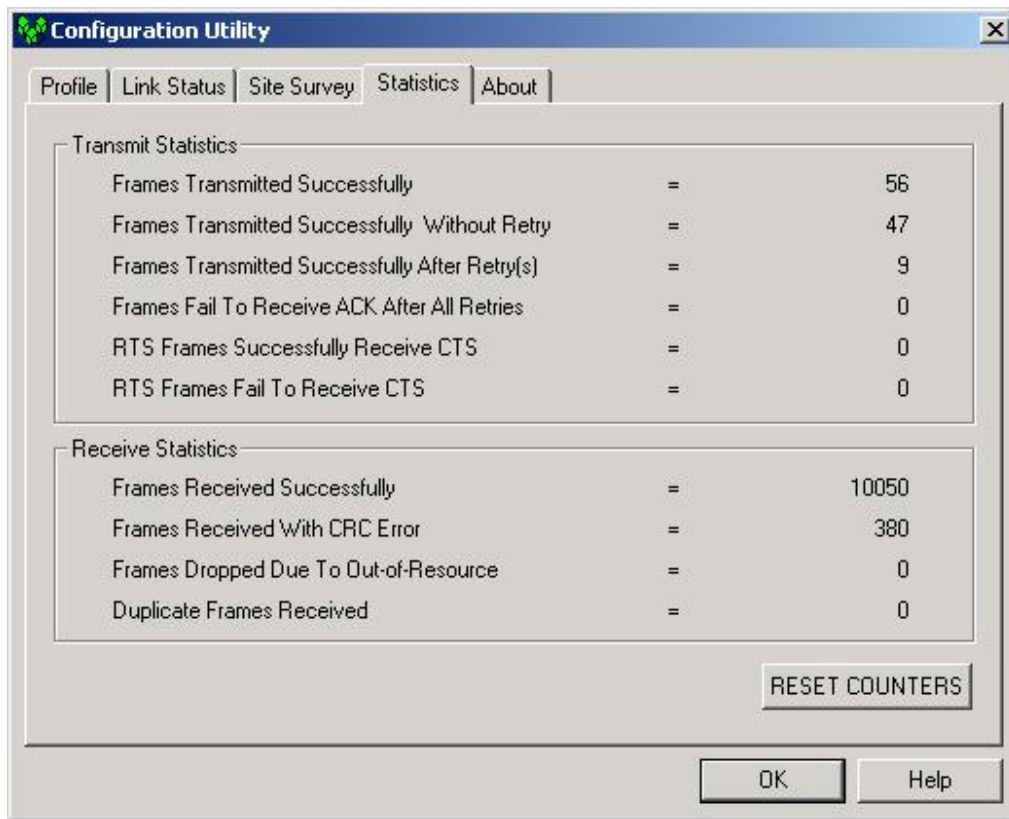 Configuration Utility
Profile Link Status Site Survey Statistics About
Transmit Statistics
Frames Transmitted Successfully = 56
Frames Transmitted Successfully Without Retry = 47
Frames Transmitted Successfully After Retry(s) = 9
Frames Fail To Receive ACK After All Retries = 0
RTS Frames Successfully Receive CTS = 0
RTS Frames Fail To Receive CTS = 0
Receive Statistics
Frames Received Successfully = 10050
Frames Received With CRC Error = 380
Frames Dropped Due To Out-of-Resource = 0
Duplicate Frames Received = 0
RESET COUNTERS
OK Help